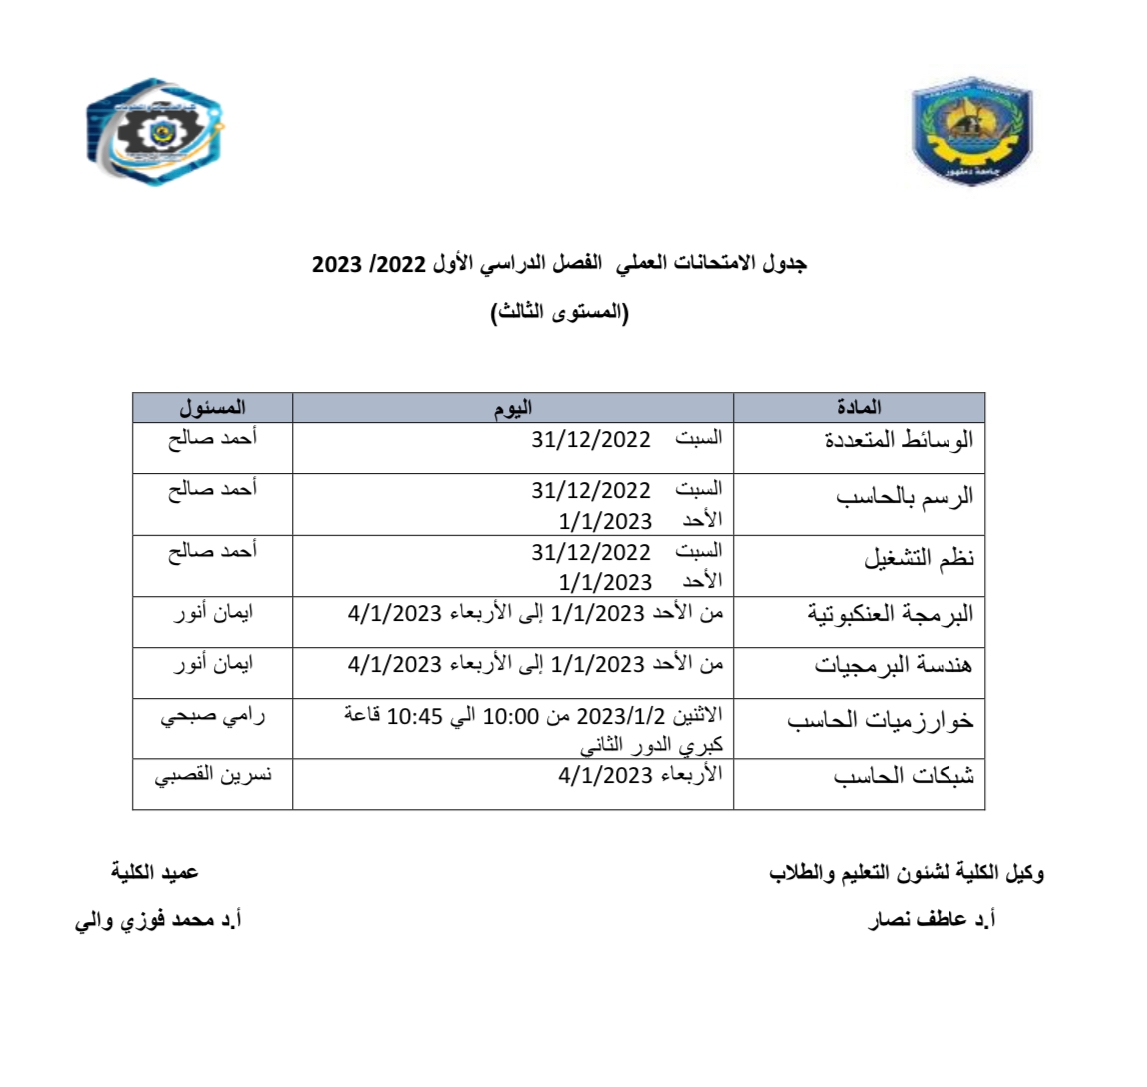 جامعة دمنهور
جدول الامتحانات العملي الفصل الدراسي الأول 2022/ 2023
(المستوى الثالث)
المادة اليوم المسئول
الوسائط المتعددة السبت 31/12/2022 أحمد صالح
الرسم بالحاسب السبت 31/12/2022 أحمد صالح
الأحد 1/1/2023
نظم التشغيل السبت 31/12/2022 أحمد صالح
الأحد 1/1/2023
البرمجة العنكبوتية من الأحد 1/1/2023 إلى الأربعاء 4/1/2023 ايمان أنور
هندسة البرمجيات من الأحد 1/1/2023 إلى الأربعاء 4/1/2023 ايمان أنور
خوارزميات الحاسب الاثنين 2023/1/2 من 10:00 الي 10:45 قاعة رامي صبحي
كبري الدور الثاني
شبكات الحاسب الأربعاء 4/1/2023 نسرين القصبي
وكيل الكلية لشئون التعليم والطلاب عميد الكلية
أ.د عاطف نصار أ.د محمد فوزي والي